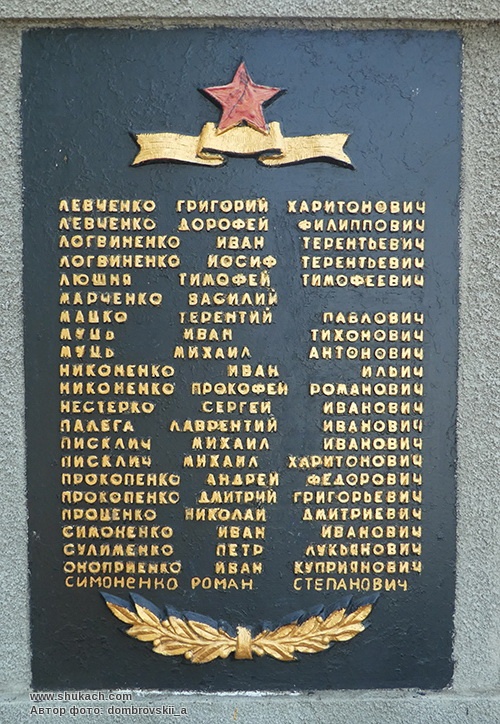 ЛЕВЧЕНКО ГРИГОРИЙ ХАРИТОНОВИЧ
ЛЕВЧЕНКО ДОРОФЕЙ ФИЛИППОВИЧ
ЛОГВИНЕНКО ИВАН ТЕРЕНТЬЕВИЧ
ЛОГВИНЕНКО ИОСИФ ТЕРЕНТЬЕВИЧ
ЛЮШНЯ ТИМОФЕЙ ТИМОФЕЕВИЧ
МАРЧЕНКО ВАСИЛИЙ
МАЦКО ТЕРЕНТИЙ ПАВЛОВИЧ
МУЦЬ ИВАН ТИХОНОВИЧ
МУЦЬ МИХАИЛ АНТОНОВИЧ
НИКОНЕНКО ИВАН ИЛЬИЧ
НИКОНЕНКО ПРОКОФЕЙ РОМАНОВИЧ
НЕСТЕРКО СЕРГЕЙ ИВАНОВИЧ
ПАЛЕГА ЛАВРЕНТИЙ ИВАНОВИЧ
ПИСКЛИЧ МИХАИЛ ИВАНОВИЧ
ПИСКЛИЧ МИХАИЛ ХАРИТОНОВИЧ
ПРОКОПЕНКО АНДРЕЙ ФЕДОРОВИЧ
ПРОКОПЕНКО ДМИТРИЙ ГРИГОРЬЕВИЧ
ПРОЦЕНКО НИКОЛАЙ ДМИТРИЕВИЧ
СИМОНЕНКО ИВАН ИВАНОВИЧ
СУЛИМЕНКО ПЕТР ЛУКЬЯНОВИЧ
ОНОПРИЕНКО ИВАН КУПРИЯНОВИЧ
СИМОНЕНКО РОМАН СТЕПАНОВИЧ
www.shukach.com
Автор фото: dombrovskii_a